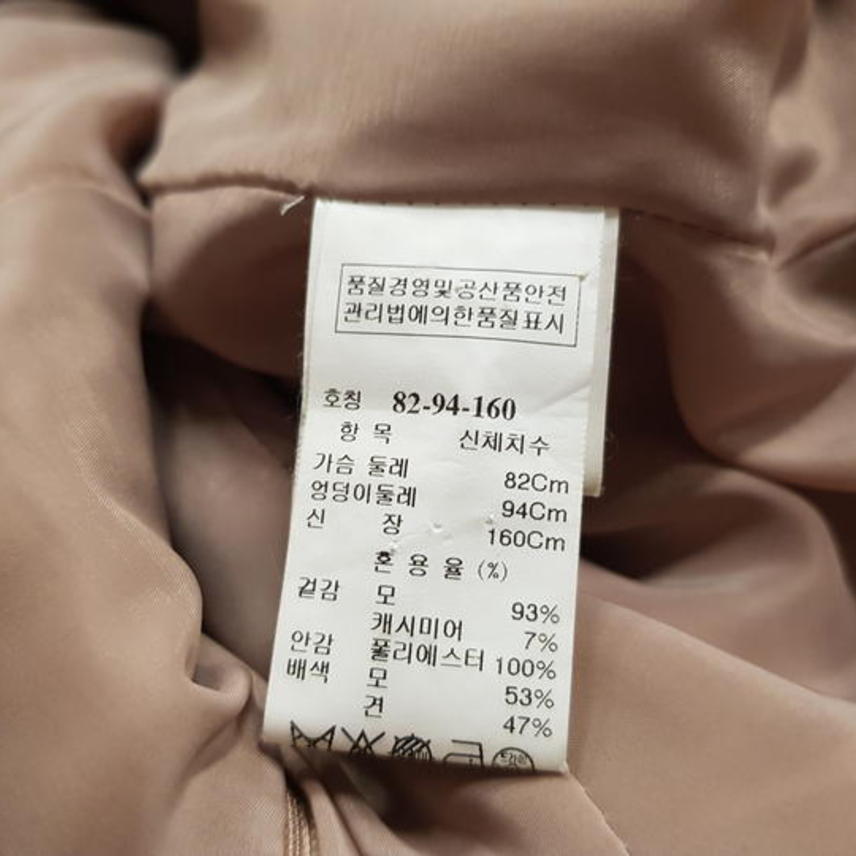 품질경영및공산품안전
관리법에의한품질표시
호칭 82-94-160
항 목 신체치수
가슴 둘레 82Cm
엉덩이둘레 94Cm
신 장 160Cm
혼 용 율 (%)
겉감 모 93%
캐시미어 7%
안감 폴리에스터 100%
배색 모 53%
견 47%